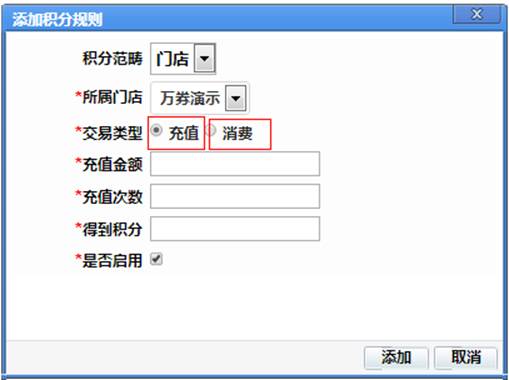 添加积分规则
积分范畴 门店
*所属门店 万券演示
*交易类型 充值 消费
*充值金额
*充值次数
*得到积分
*是否启用
添加 取消